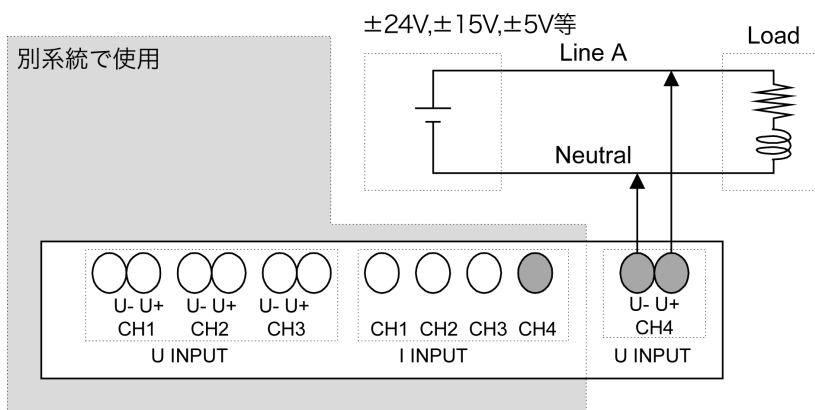 ±24V,±15V,±5V等
別系統で使用
Line A
Load
Neutral
U- U+ U- U+ U- U+ U- U+
CH1 CH2 CH3 CH1 CH2 CH3 CH4 CH4
U INPUT I INPUT U INPUT